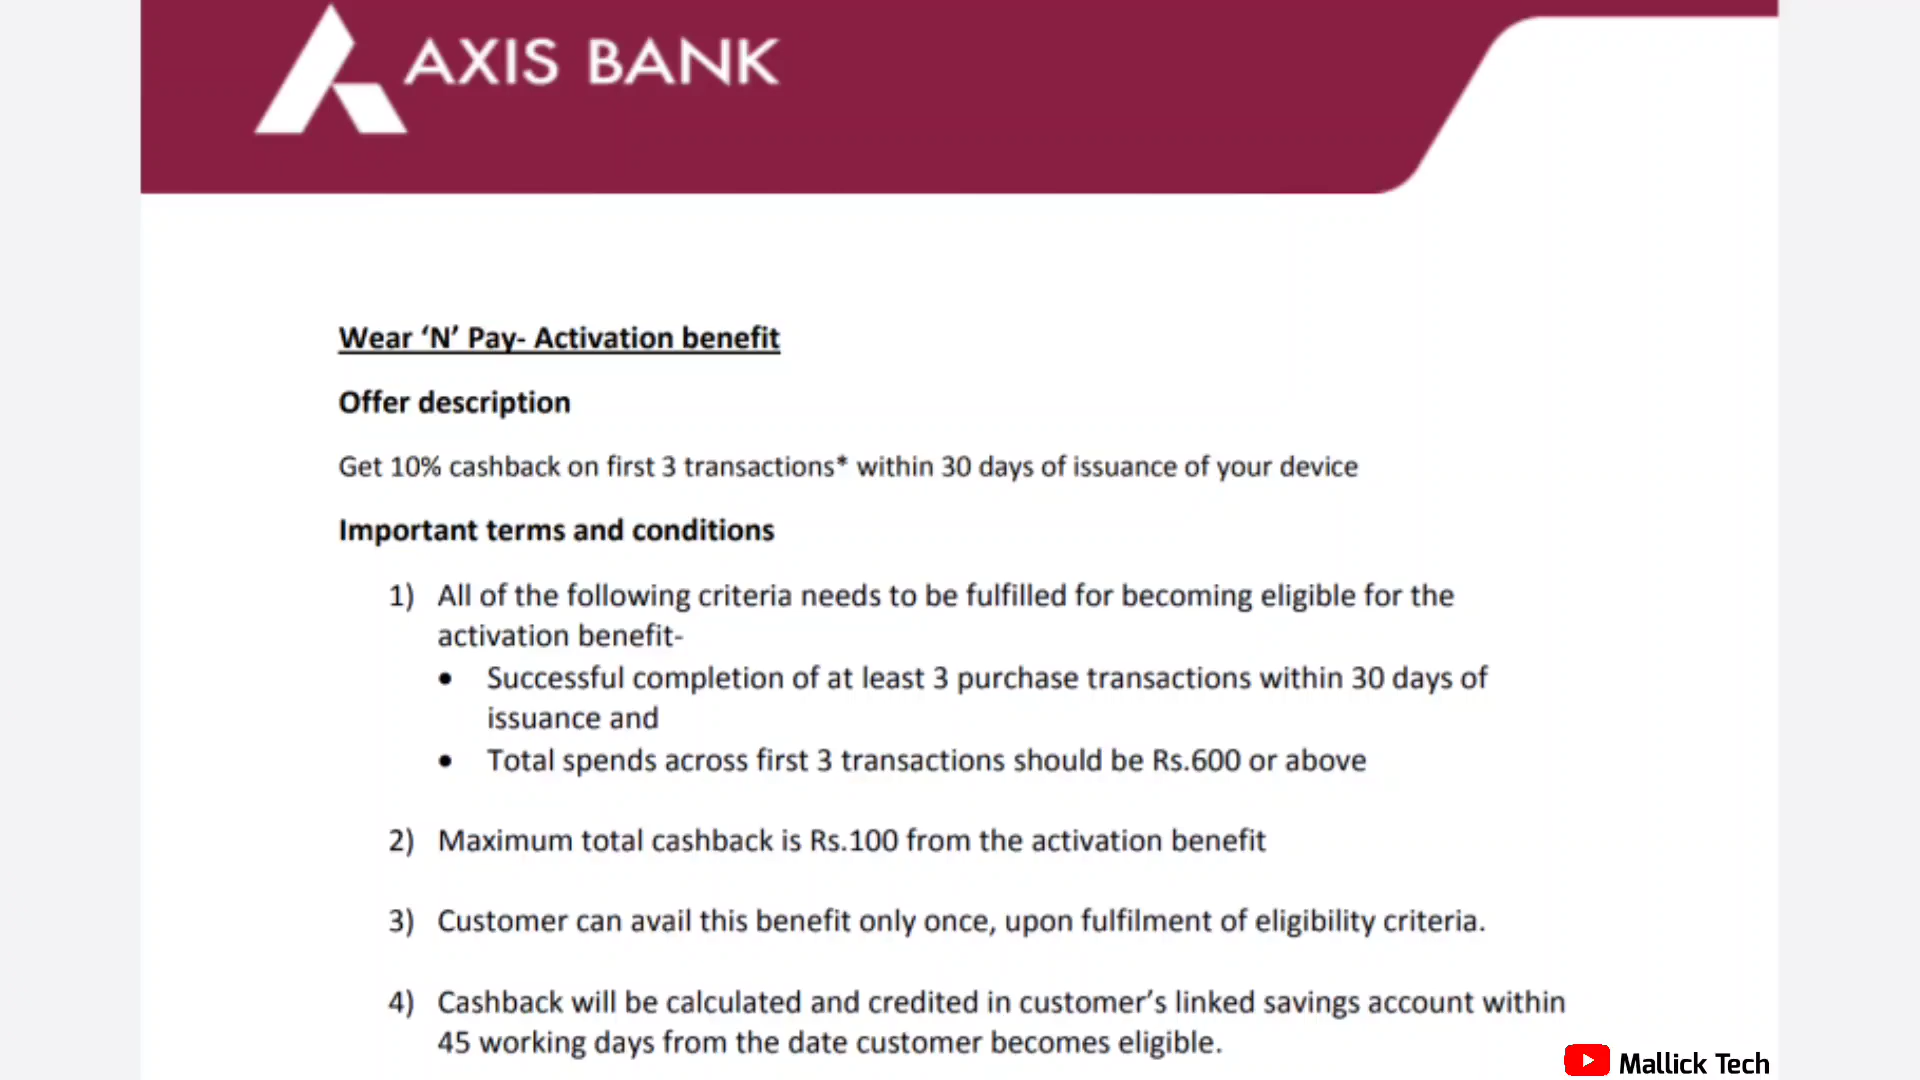 AXIS BANK
Wear ‘N’ Pay- Activation benefit
Offer description
Get 10% cashback on first 3 transactions* within 30 days of issuance of your device
Important terms and conditions
1) All of the following criteria needs to be fulfilled for becoming eligible for the
activation benefit-
• Successful completion of at least 3 purchase transactions within 30 days of
issuance and
• Total spends across first 3 transactions should be Rs.600 or above
2) Maximum total cashback is Rs.100 from the activation benefit
3) Customer can avail this benefit only once, upon fulfilment of eligibility criteria.
4) Cashback will be calculated and credited in customer’s linked savings account within
45 working days from the date customer becomes eligible.
Mallick Tech